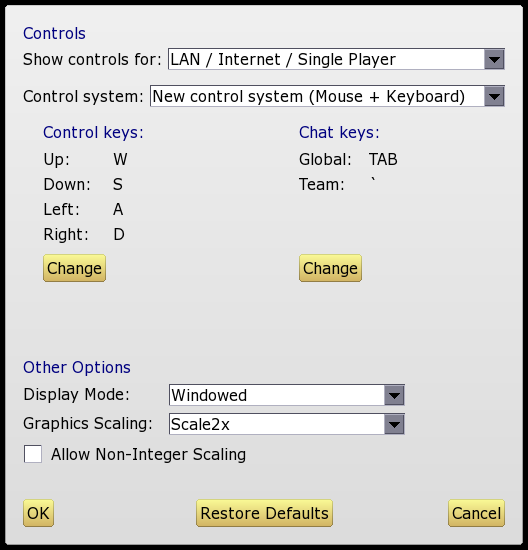 Controls
Show controls for: LAN / Internet / Single Player
Control system: New control system (Mouse + Keyboard)
Control keys: Chat keys:
Up: W Global: TAB
Down: S Team: `
Left: A
Right: D
Change Change
Other Options
Display Mode: Windowed
Graphics Scaling: Scale2x
Allow Non-Integer Scaling
OK Restore Defaults Cancel